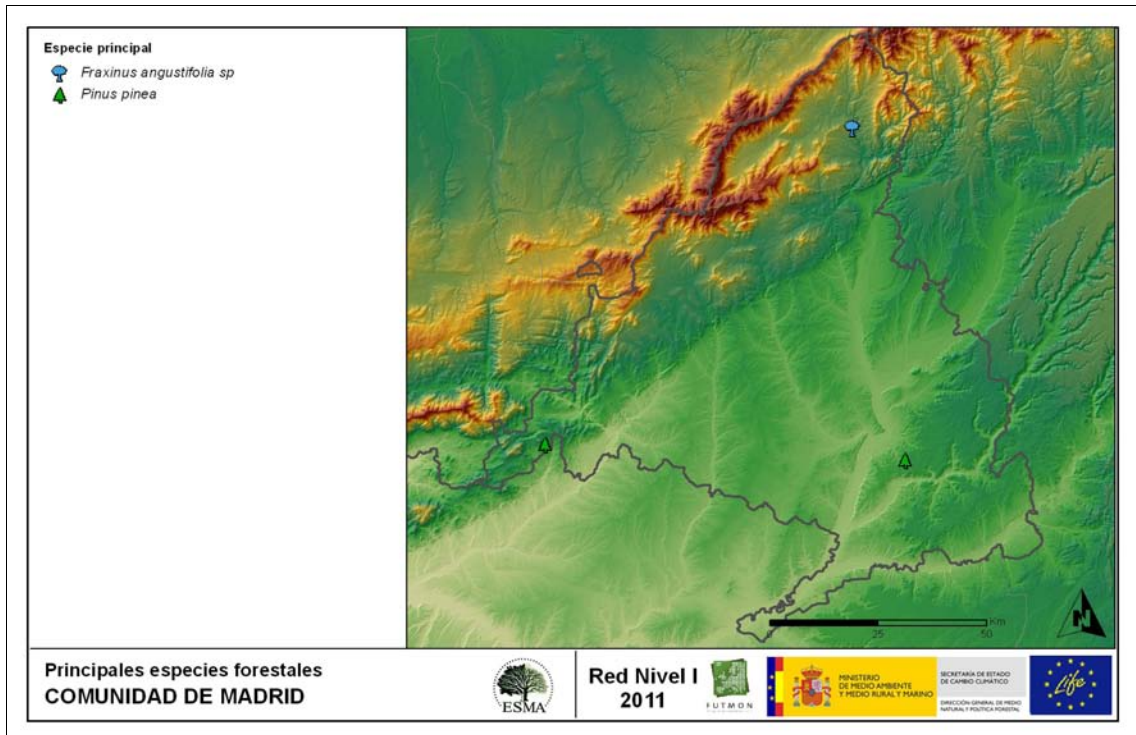 Especie principal
Fraxinus angustifolia sp
Pinus pinea
Km
25
50
N
Principales especies forestales
COMUNIDAD DE MADRID
ESMA
Red Nivel I
2011
FUTMON
MINISTERIO
DE MEDIO AMBIENTE
Y MEDIO RURAL Y MARINO
SECRETARÍA DE ESTADO
DE CAMBIO CLIMÁTICO
DIRECCIÓN GENERAL DE MEDIO
NATURAL Y POLÍTICA FORESTAL
Life